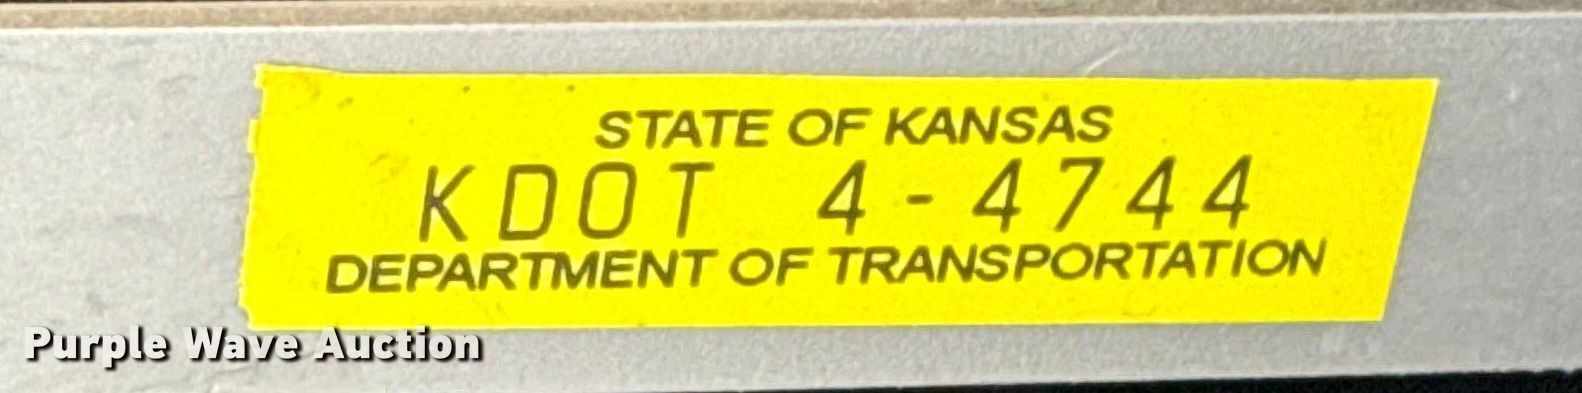 STATE OF KANSAS
KDOT 4-4744
DEPARTMENT OF TRANSPORTATION
Purple Wave Auction